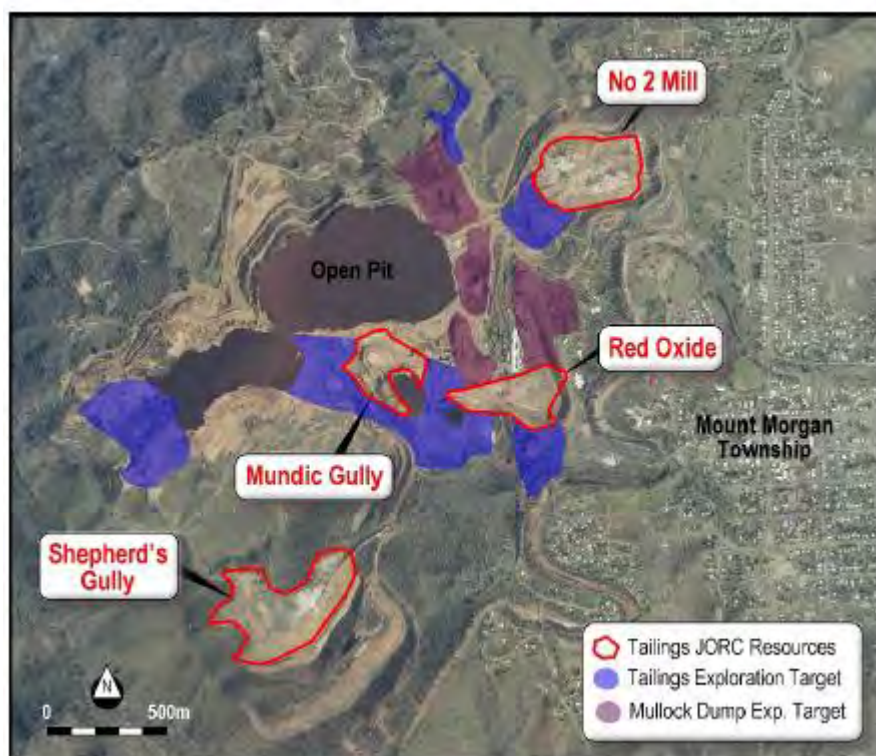 No 2 Mill
Open Pit
Red Oxide
Mount Morgan
Township
Mundic Gully
Shepherd's
Gully
N
0 500m
Tailings JORC Resources
Tailings Exploration Target
Mullock Dump Exp. Target